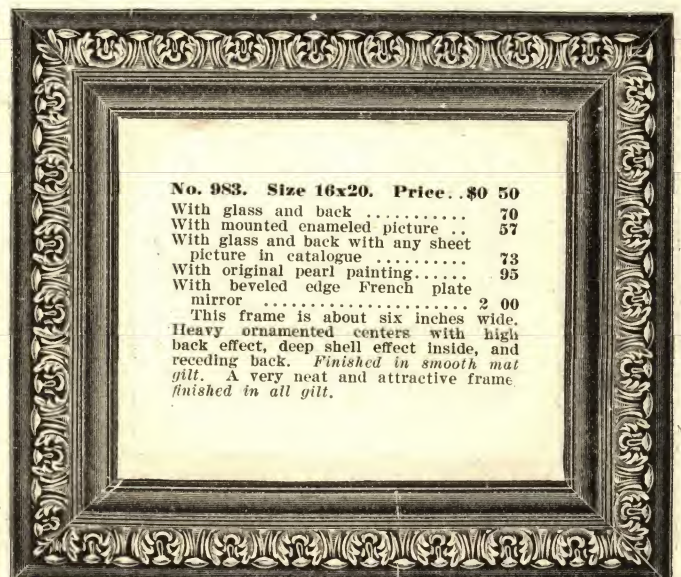 No. 983. Size 16x20. Price..$0 50
With glass and back ........... 70
With mounted enameled picture .. 57
With glass and back with any sheet
picture in catalogue .......... 73
With original pearl painting...... 95
With beveled edge French plate
mirror ...................... 2 00
This frame is about six inches wide.
Heavy ornamented centers with high
back effect, deep shell effect inside, and
receding back. Finished in smooth mat
gilt. A very neat and attractive frame
finished in all gilt.